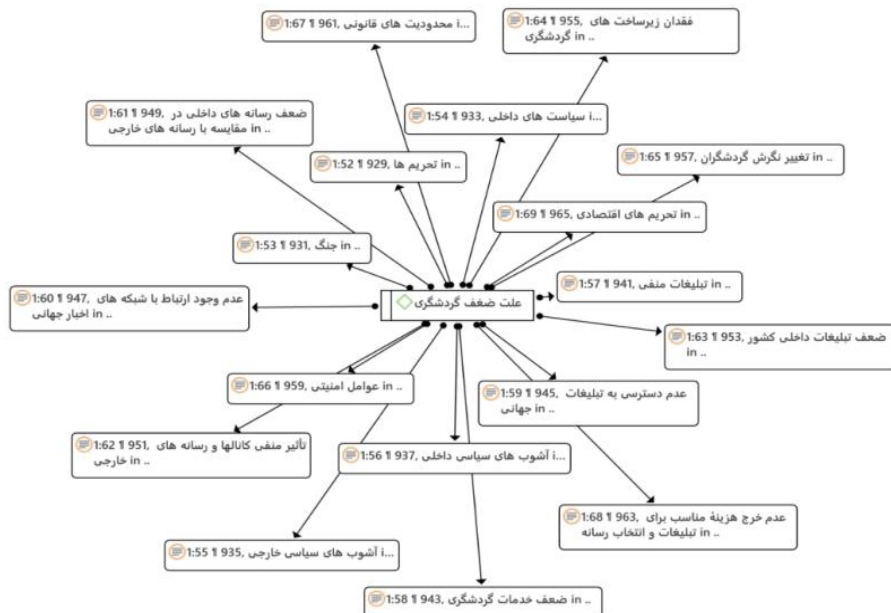 1:67 ¶ 961, محدودیت های قانونی i...
1:64 ¶ 955, فقدان زیرساخت های
گردشگری in ..
1:61 ¶ 949, ضعف رسانه های داخلی در
مقایسه با رسانه های خارجی in ..
1:54 ¶ 933, سیاست های داخلی i...
1:52 ¶ 929, تحریم ها in ..
1:65 ¶ 957, تغییر نگرش گردشگران in ..
1:69 ¶ 965, تحریم های اقتصادی in ..
1:53 ¶ 931, جنگ in ..
1:57 ¶ 941, تبلیغات منفی in ..
1:60 ¶ 947, عدم وجود ارتباط با شبکه های
اخبار جهانی in ..
علت ضغف گردشگری
1:63 ¶ 953, ضعف تبلیغات داخلی کشور
in ..
1:66 ¶ 959, عوامل امنیتی in ..
1:59 ¶ 945, عدم دسترسی به تبلیغات
جهانی in ..
1:62 ¶ 951, تأثیر منفی کانالها و رسانه های
خارجی in ..
1:56 ¶ 937, آشوب های سیاسی داخلی i...
1:68 ¶ 963, عدم خرج هزینهٔ مناسب برای
تبلیغات و انتخاب رسانه in ..
1:55 ¶ 935, آشوب های سیاسی خارجی i...
1:58 ¶ 943, ضعف خدمات گردشگری in ..